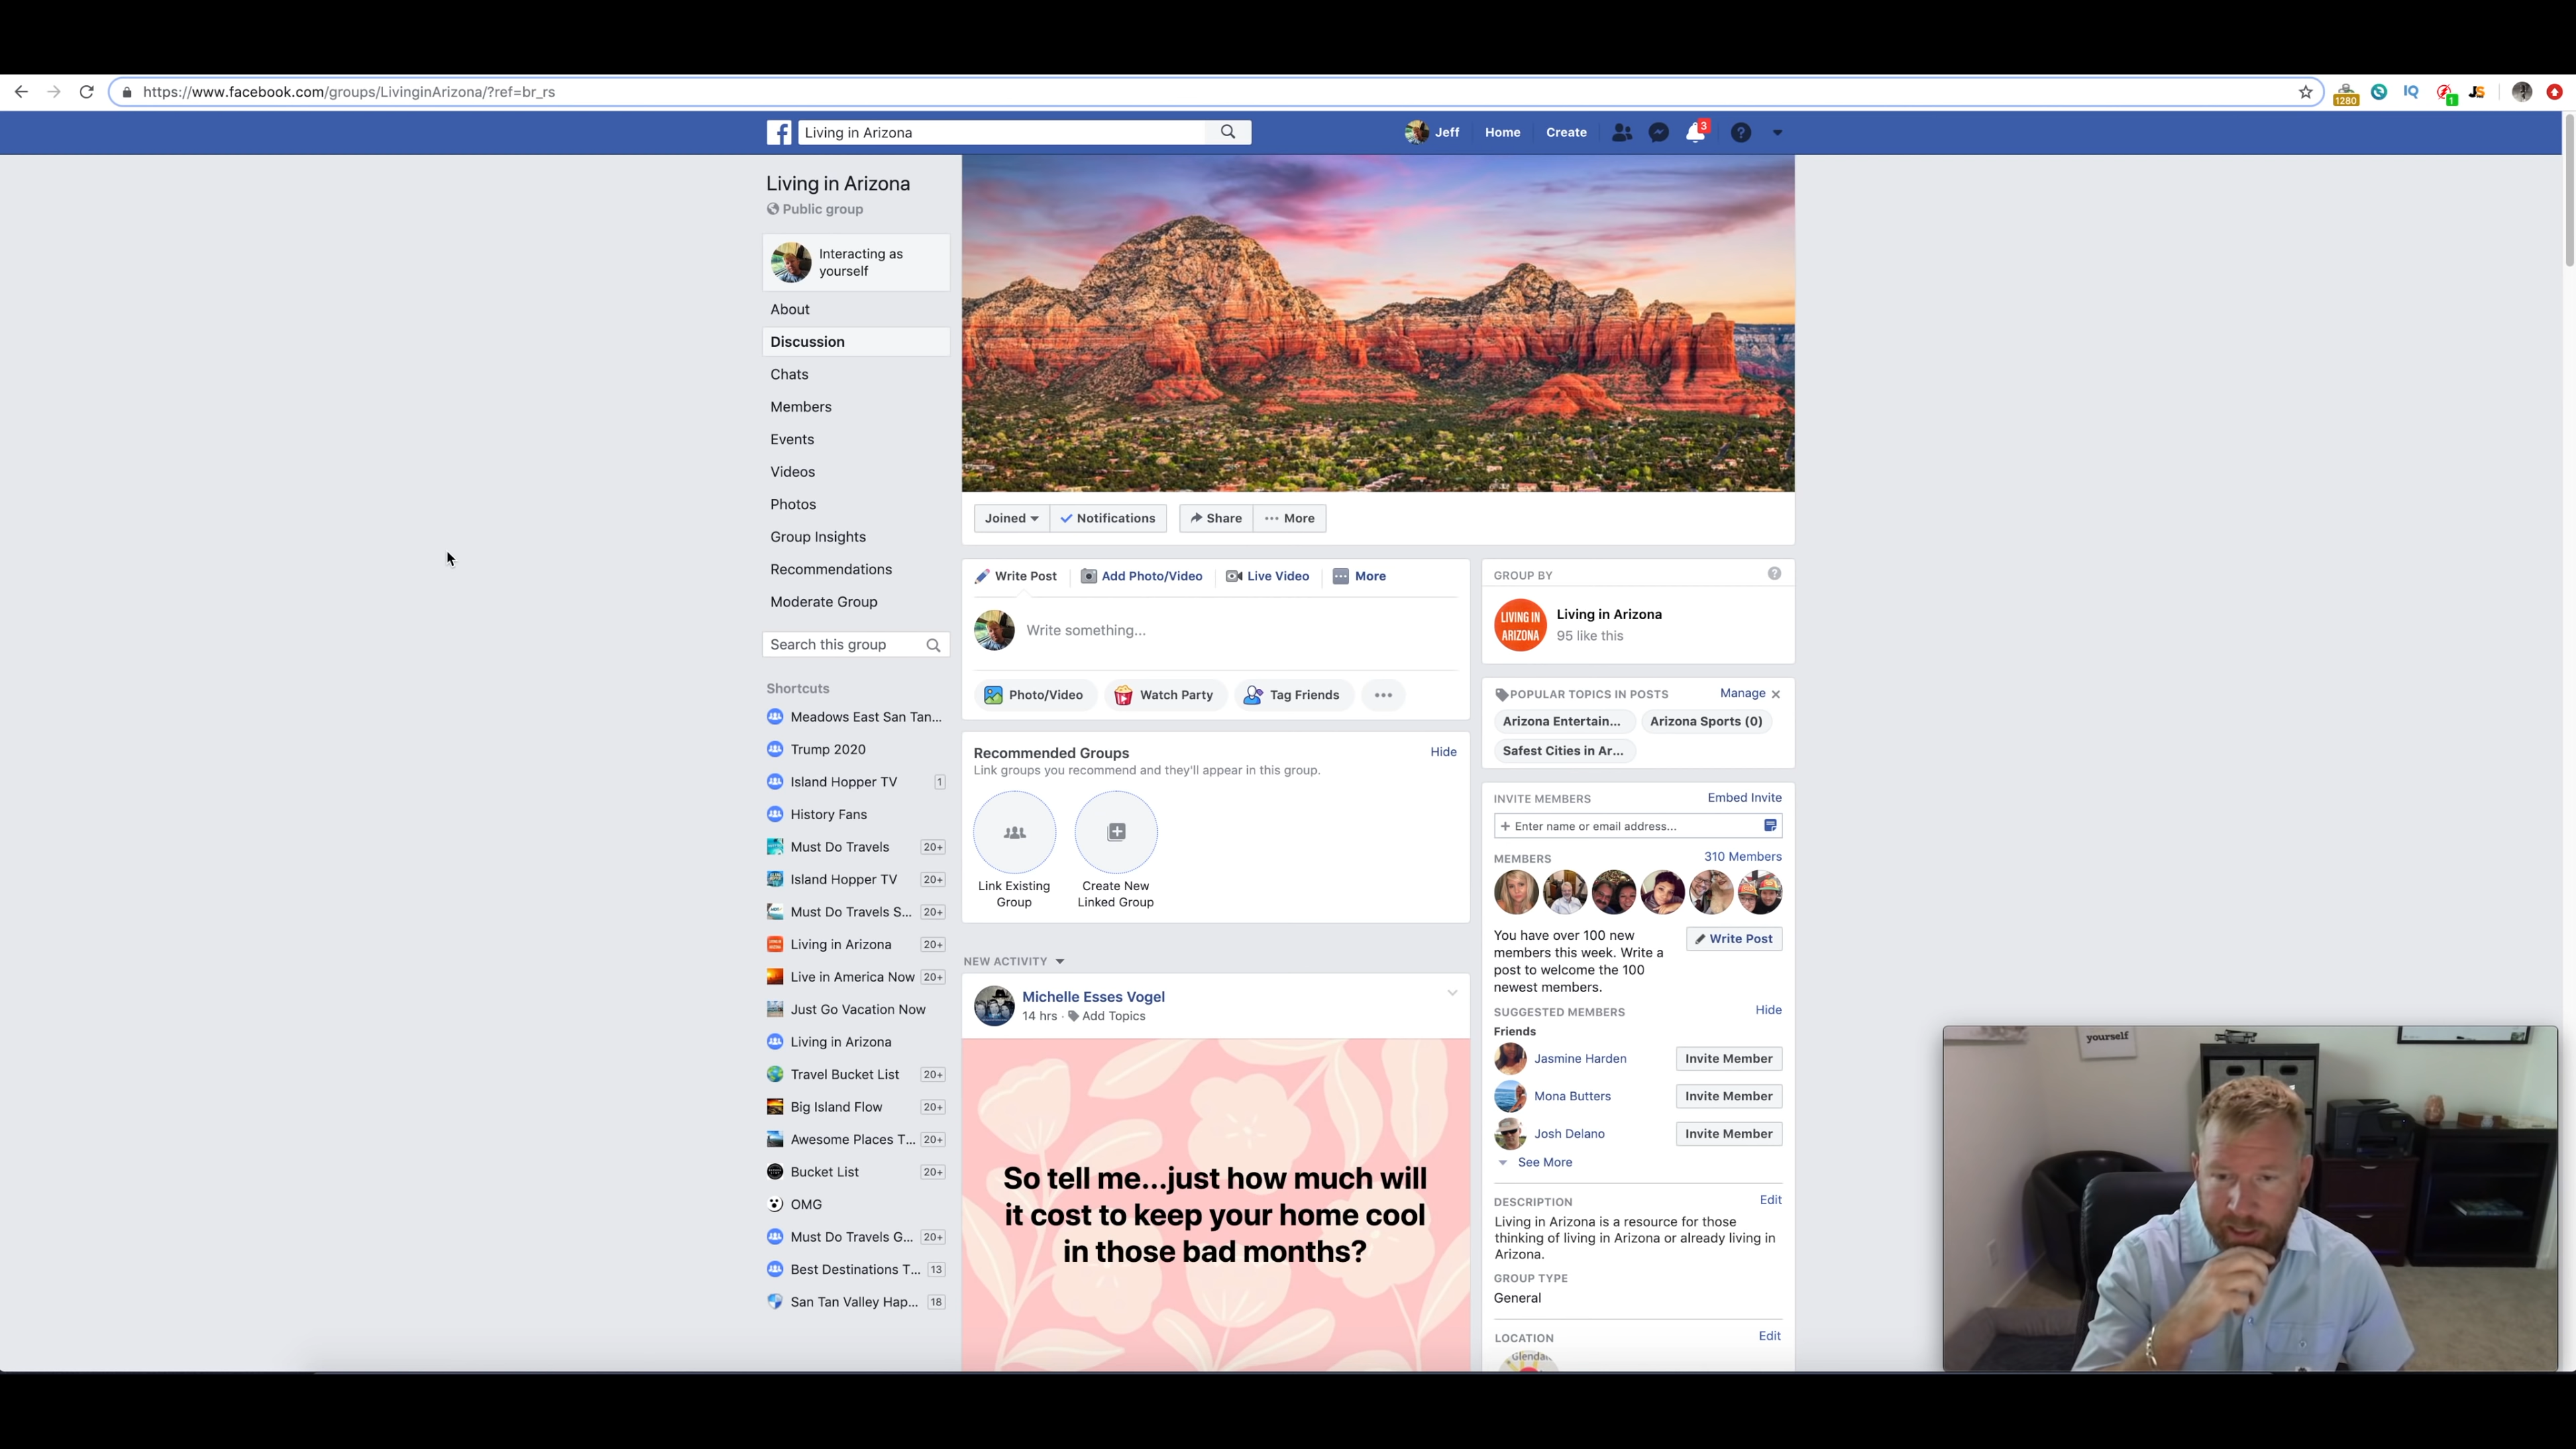 https://www.facebook.com/groups/LivinginArizona/?ref=br_rs
1280
IQ
1
JS
Living in Arizona
Jeff
Home
Create
3
Living in Arizona
Public group
Interacting as
yourself
About
Discussion
Chats
Members
Events
Videos
Photos
Group Insights
Recommendations
Moderate Group
Search this group
Shortcuts
Meadows East San Tan...
Trump 2020
Island Hopper TV 1
History Fans
Must Do Travels 20+
Island Hopper TV 20+
Must Do Travels S... 20+
Living in Arizona 20+
Live in America Now 20+
Just Go Vacation Now
Living in Arizona
Travel Bucket List 20+
Big Island Flow 20+
Awesome Places T... 20+
Bucket List 20+
OMG
Must Do Travels G... 20+
Best Destinations T... 13
San Tan Valley Hap... 18
Joined
Notifications
Share
More
Write Post
Add Photo/Video
Live Video
More
Write something...
Photo/Video
Watch Party
Tag Friends
Recommended Groups
Hide
Link groups you recommend and they'll appear in this group.
Link Existing
Group
Create New
Linked Group
NEW ACTIVITY
Michelle Esses Vogel
14 hrs · Add Topics
So tell me...just how much will
it cost to keep your home cool
in those bad months?
GROUP BY
LIVING IN
ARIZONA
Living in Arizona
95 like this
POPULAR TOPICS IN POSTS
Manage
Arizona Entertain...
Arizona Sports (0)
Safest Cities in Ar...
INVITE MEMBERS
Embed Invite
+ Enter name or email address...
MEMBERS
310 Members
You have over 100 new
members this week. Write a
post to welcome the 100
newest members.
Write Post
SUGGESTED MEMBERS
Hide
Friends
Jasmine Harden
Invite Member
Mona Butters
Invite Member
Josh Delano
Invite Member
See More
DESCRIPTION
Edit
Living in Arizona is a resource for those
thinking of living in Arizona or already living in
Arizona.
GROUP TYPE
General
LOCATION
Edit
yourself